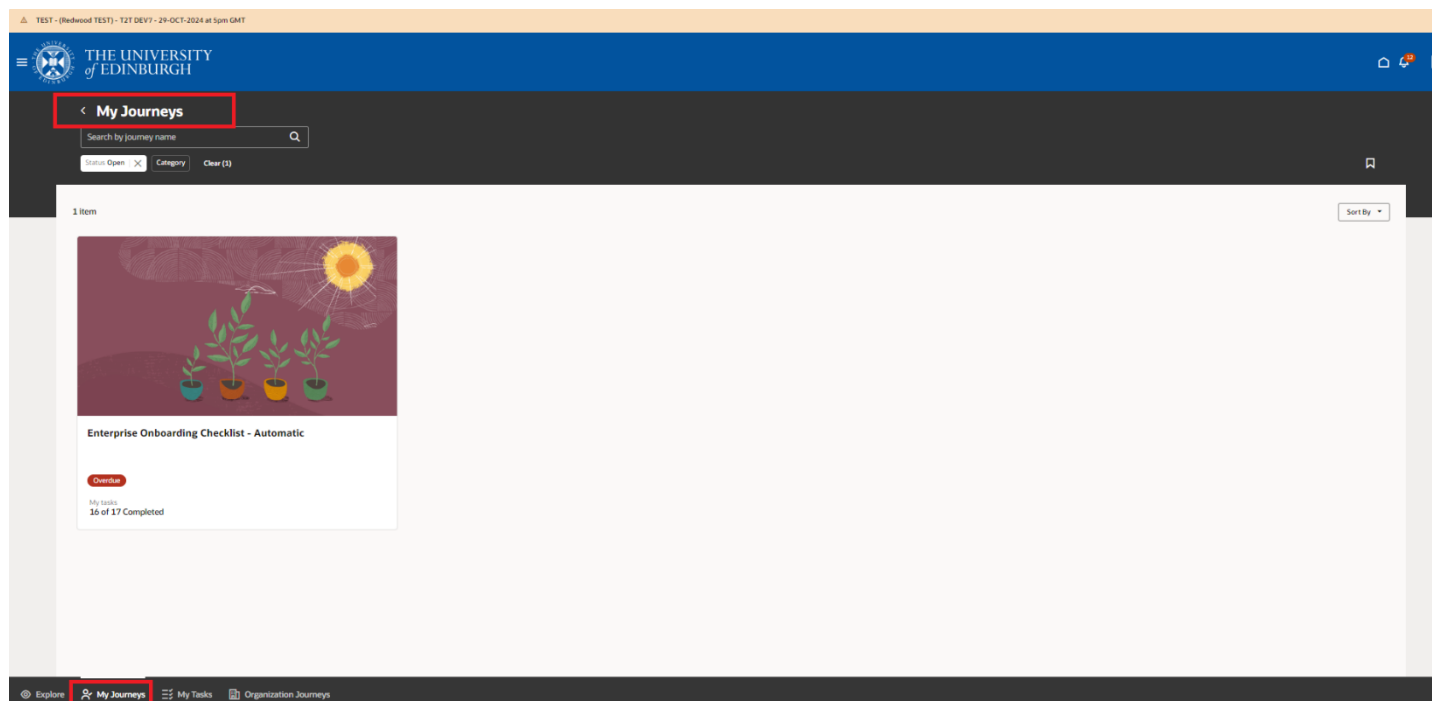 TEST - (Redwood TEST) - T2T DEV7 - 29-OCT-2024 at 5pm GMT
THE UNIVERSITY
of EDINBURGH
12
My Journeys
Search by journey name
Status Open
Category
Clear (1)
1 item
Sort By
Enterprise Onboarding Checklist - Automatic
Overdue
My tasks
16 of 17 Completed
Explore
My Journeys
My Tasks
Organization Journeys